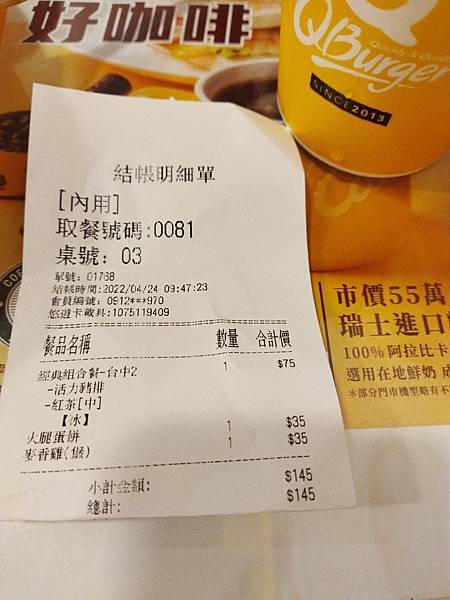 好咖啡
Q Burger
SINCE 2013
結帳明細單
[內用]
取餐號碼:0081
桌號: 03
單號: 01768
結帳時間:2022/04/24 09:47:23
會員編號: 0912***970
悠遊卡載具:1075119409
餐品名稱 數量 合計價
經典組合餐-台中2 1 $75
-活力豬排
-紅茶[中]
【冰】
火腿蛋餅 1 $35
麥香雞(堡) 1 $35
小計金額: $145
總計: $145
市價55萬
瑞士進口
100%阿拉比卡
選用在地鮮奶 成
*部分門市機型略有不